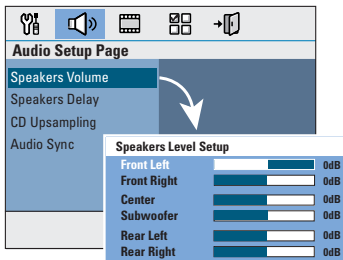 Audio Setup Page
Speakers Volume
Speakers Delay
CD Upsampling
Audio Sync
Speakers Level Setup
Front Left 0dB
Front Right 0dB
Center 0dB
Subwoofer 0dB
Rear Left 0dB
Rear Right 0dB